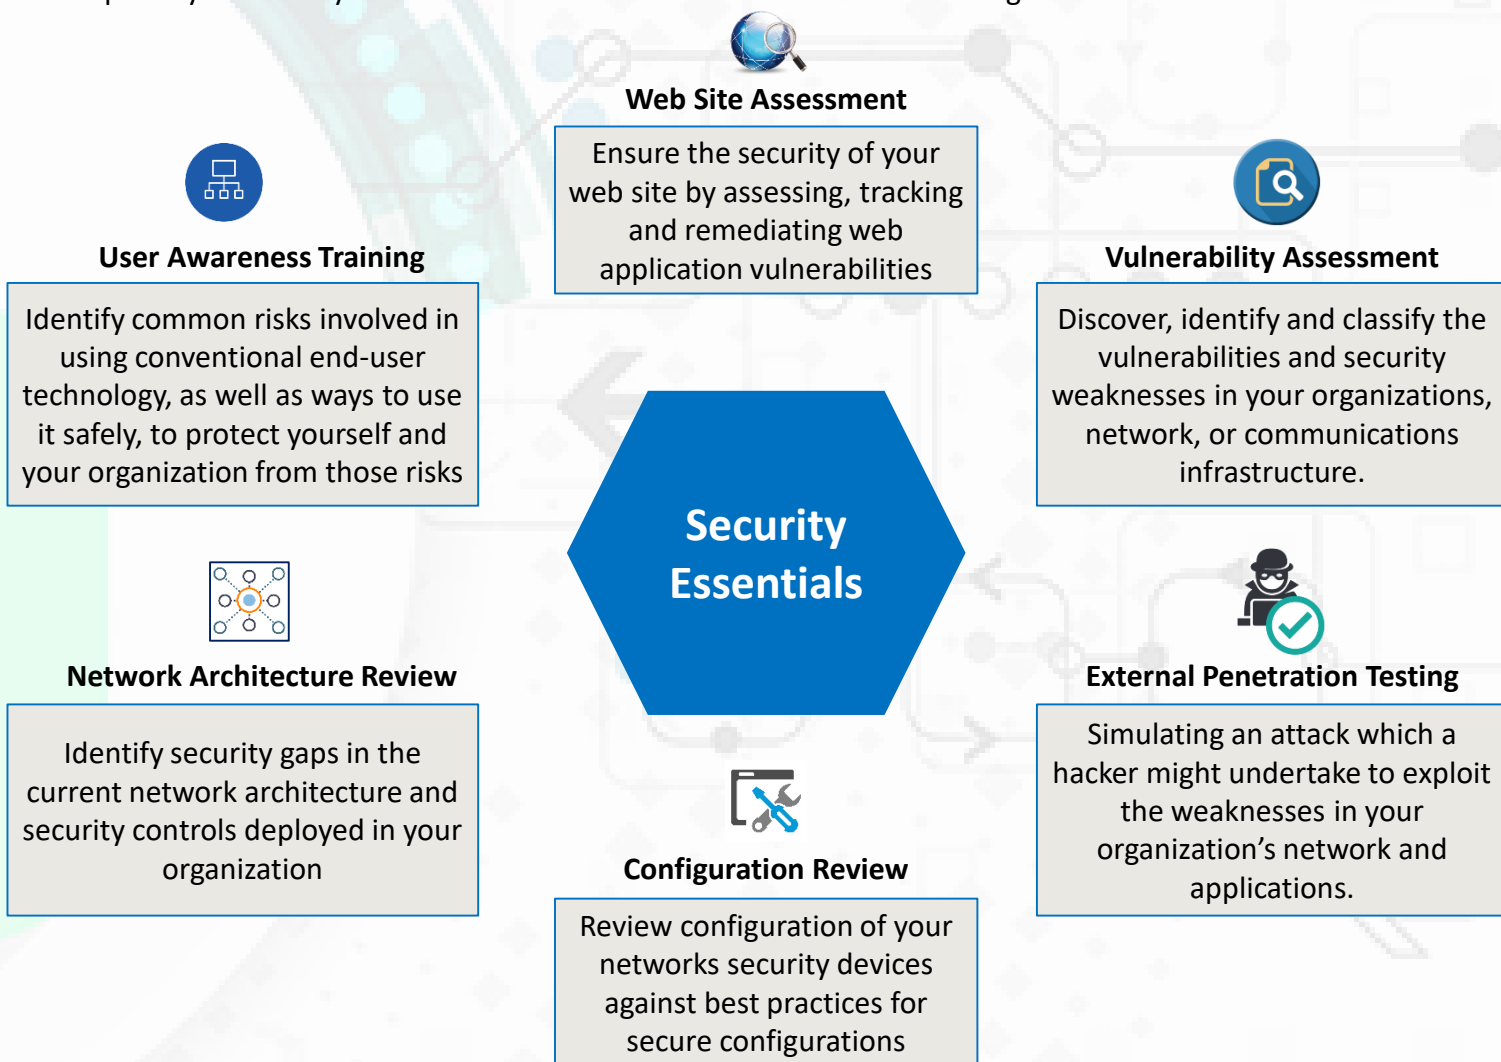 Web Site Assessment
Ensure the security of your
web site by assessing, tracking
and remediating web
application vulnerabilities
User Awareness Training
Identify common risks involved in
using conventional end-user
technology, as well as ways to use
it safely, to protect yourself and
your organization from those risks
Vulnerability Assessment
Discover, identify and classify the
vulnerabilities and security
weaknesses in your organizations,
network, or communications
infrastructure.
Security
Essentials
Network Architecture Review
Identify security gaps in the
current network architecture and
security controls deployed in your
organization
External Penetration Testing
Simulating an attack which a
hacker might undertake to exploit
the weaknesses in your
organization’s network and
applications.
Configuration Review
Review configuration of your
networks security devices
against best practices for
secure configurations